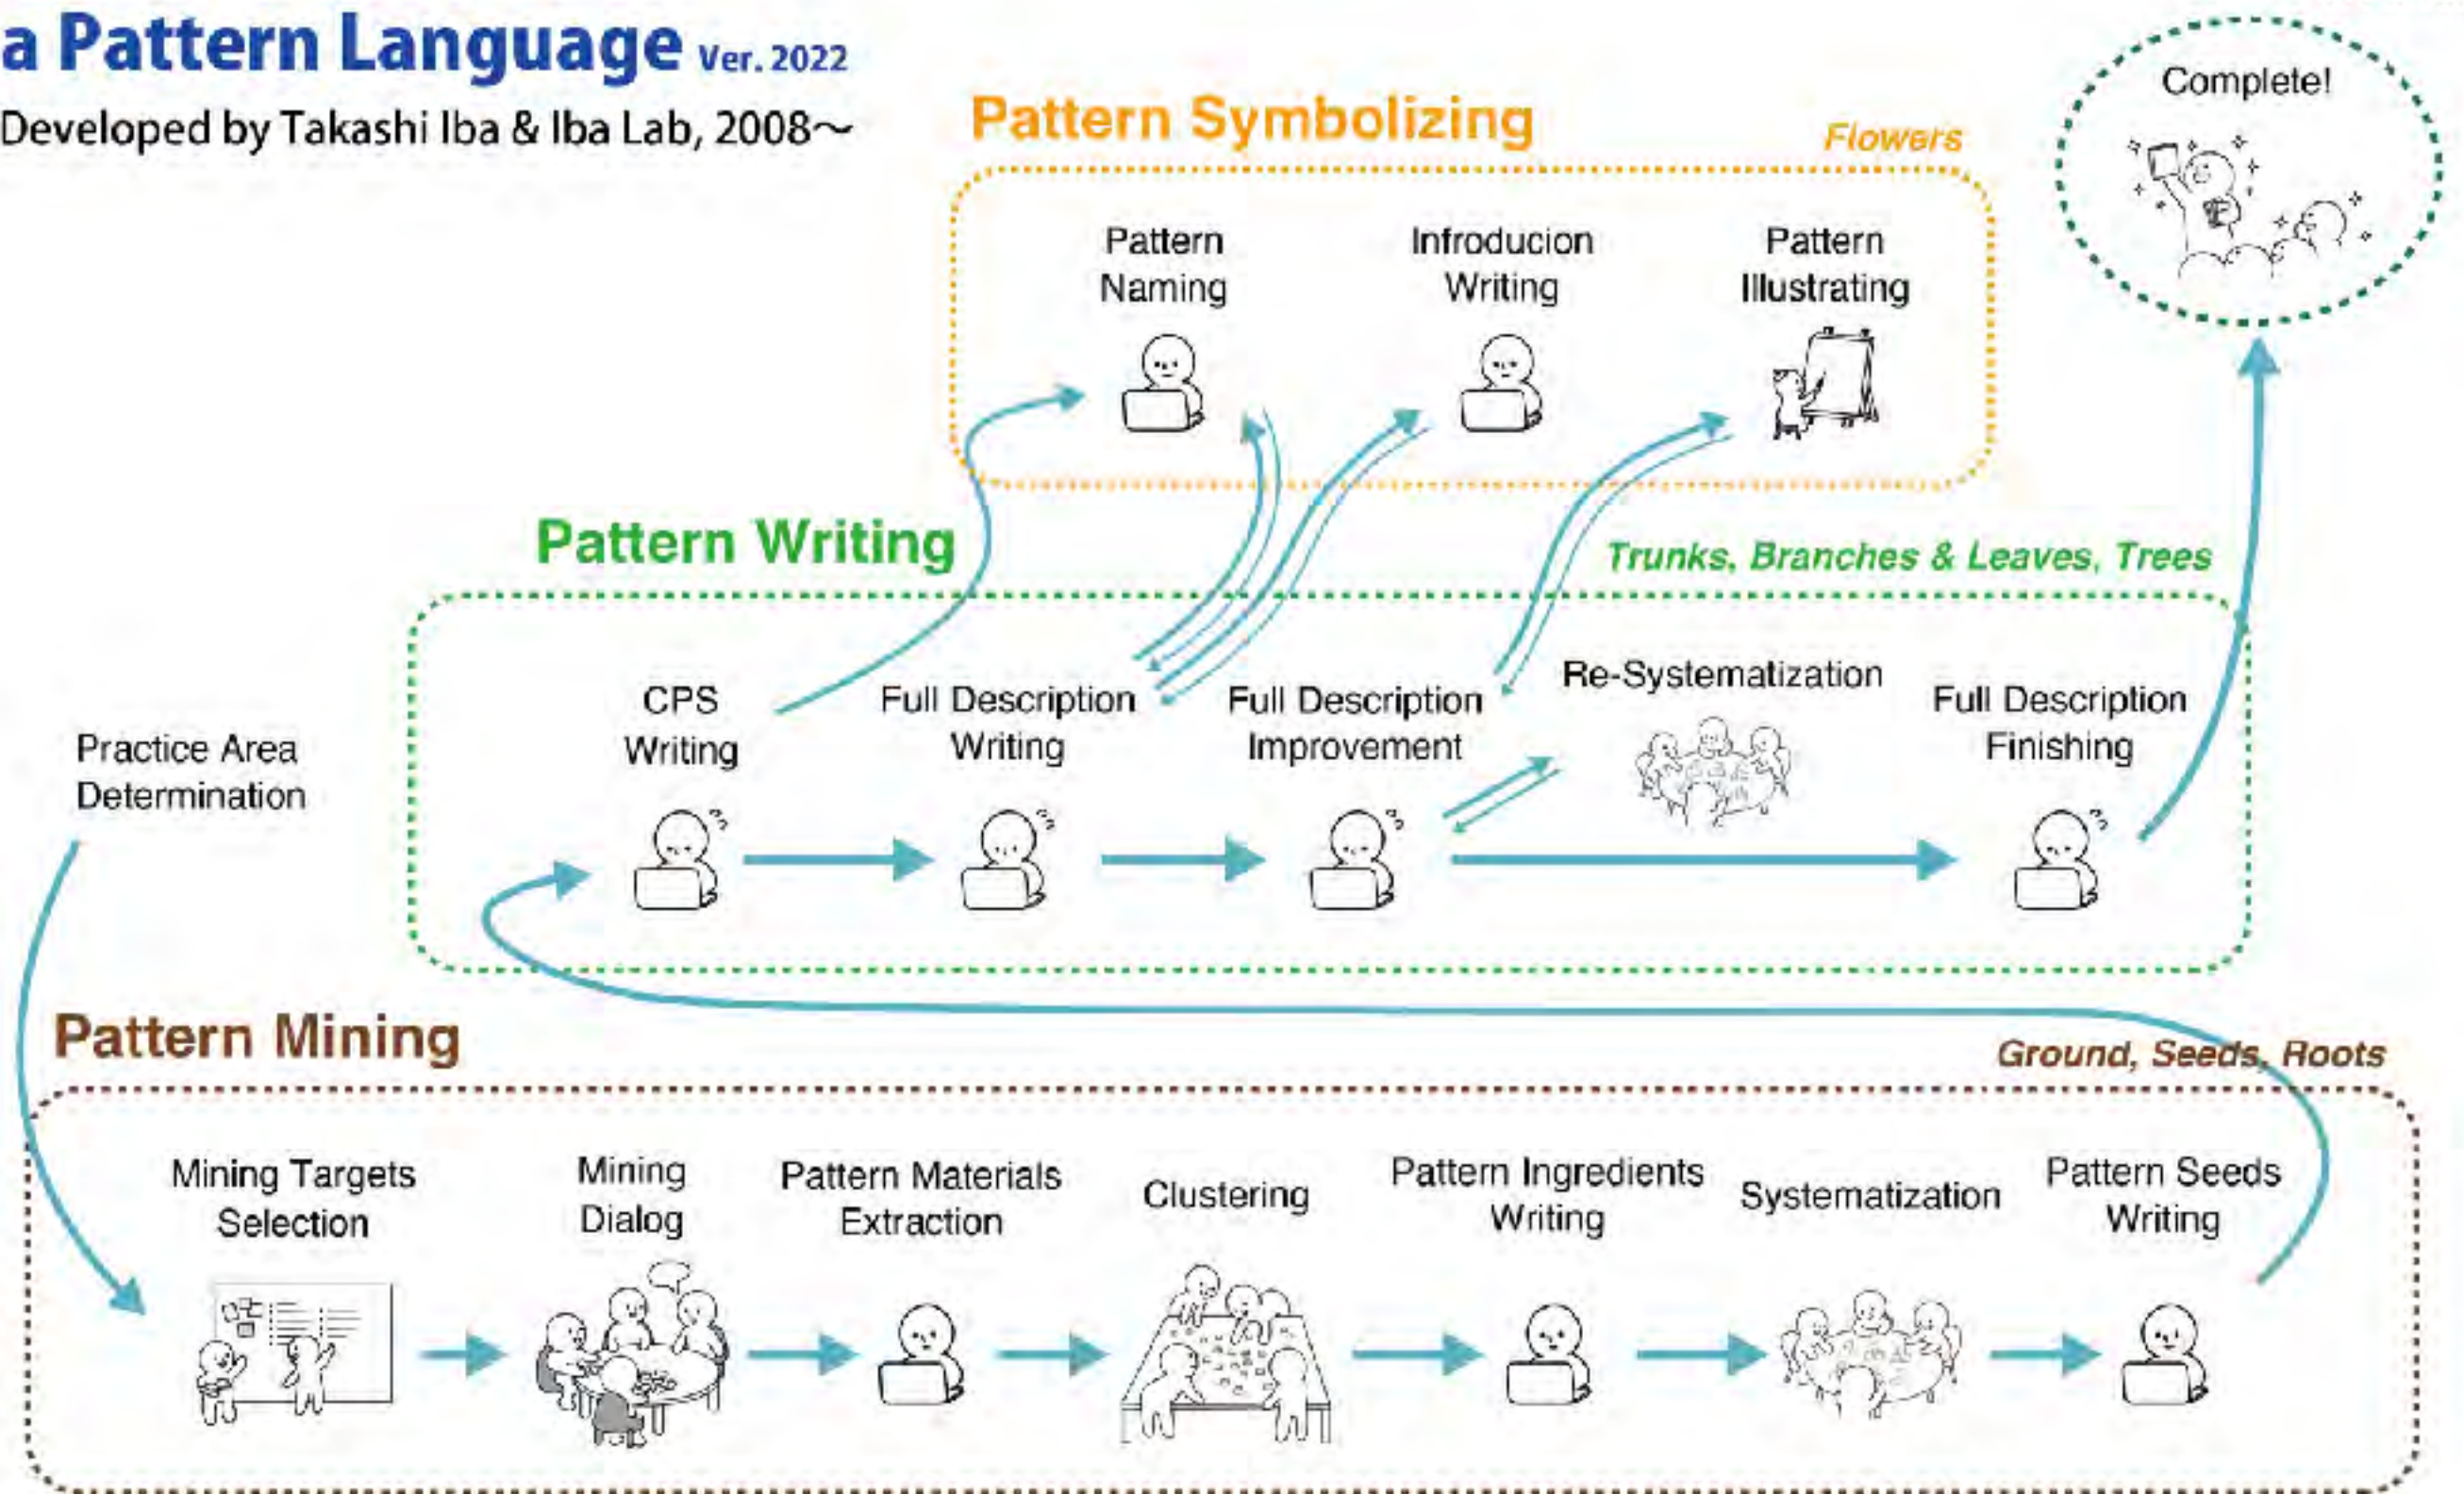 a Pattern Language Ver. 2022
Developed by Takashi Iba & Iba Lab, 2008～
Complete!
Pattern Symbolizing
Flowers
Pattern
Naming
Infroducion
Writing
Pattern
Illustrating
Pattern Writing
Trunks, Branches & Leaves, Trees
CPS
Writing
Full Description
Writing
Full Description
Improvement
Re-Systematization
Full Description
Finishing
Practice Area
Determination
Pattern Mining
Ground, Seeds, Roots
Mining Targets
Selection
Mining
Dialog
Pattern Materials
Extraction
Clustering
Pattern Ingredients
Writing
Systematization
Pattern Seeds
Writing